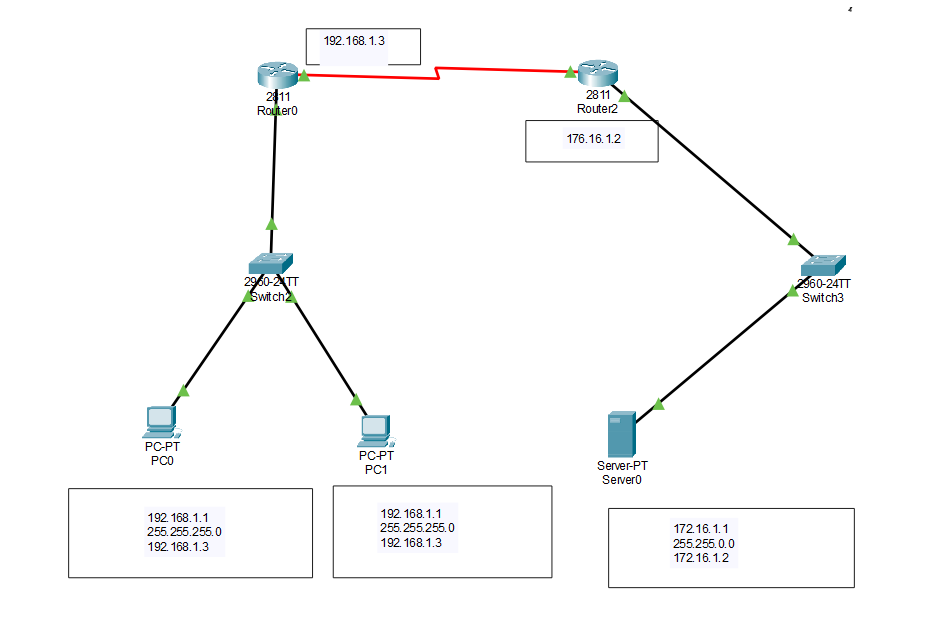 192.168.1.3
2811
Router0
2811
Router2
176.16.1.2
2960-24TT
Switch2
2960-24TT
Switch3
PC-PT
PC0
PC-PT
PC1
Server-PT
Server0
192.168.1.1
255.255.255.0
192.168.1.3
192.168.1.1
255.255.255.0
192.168.1.3
172.16.1.1
255.255.0.0
172.16.1.2